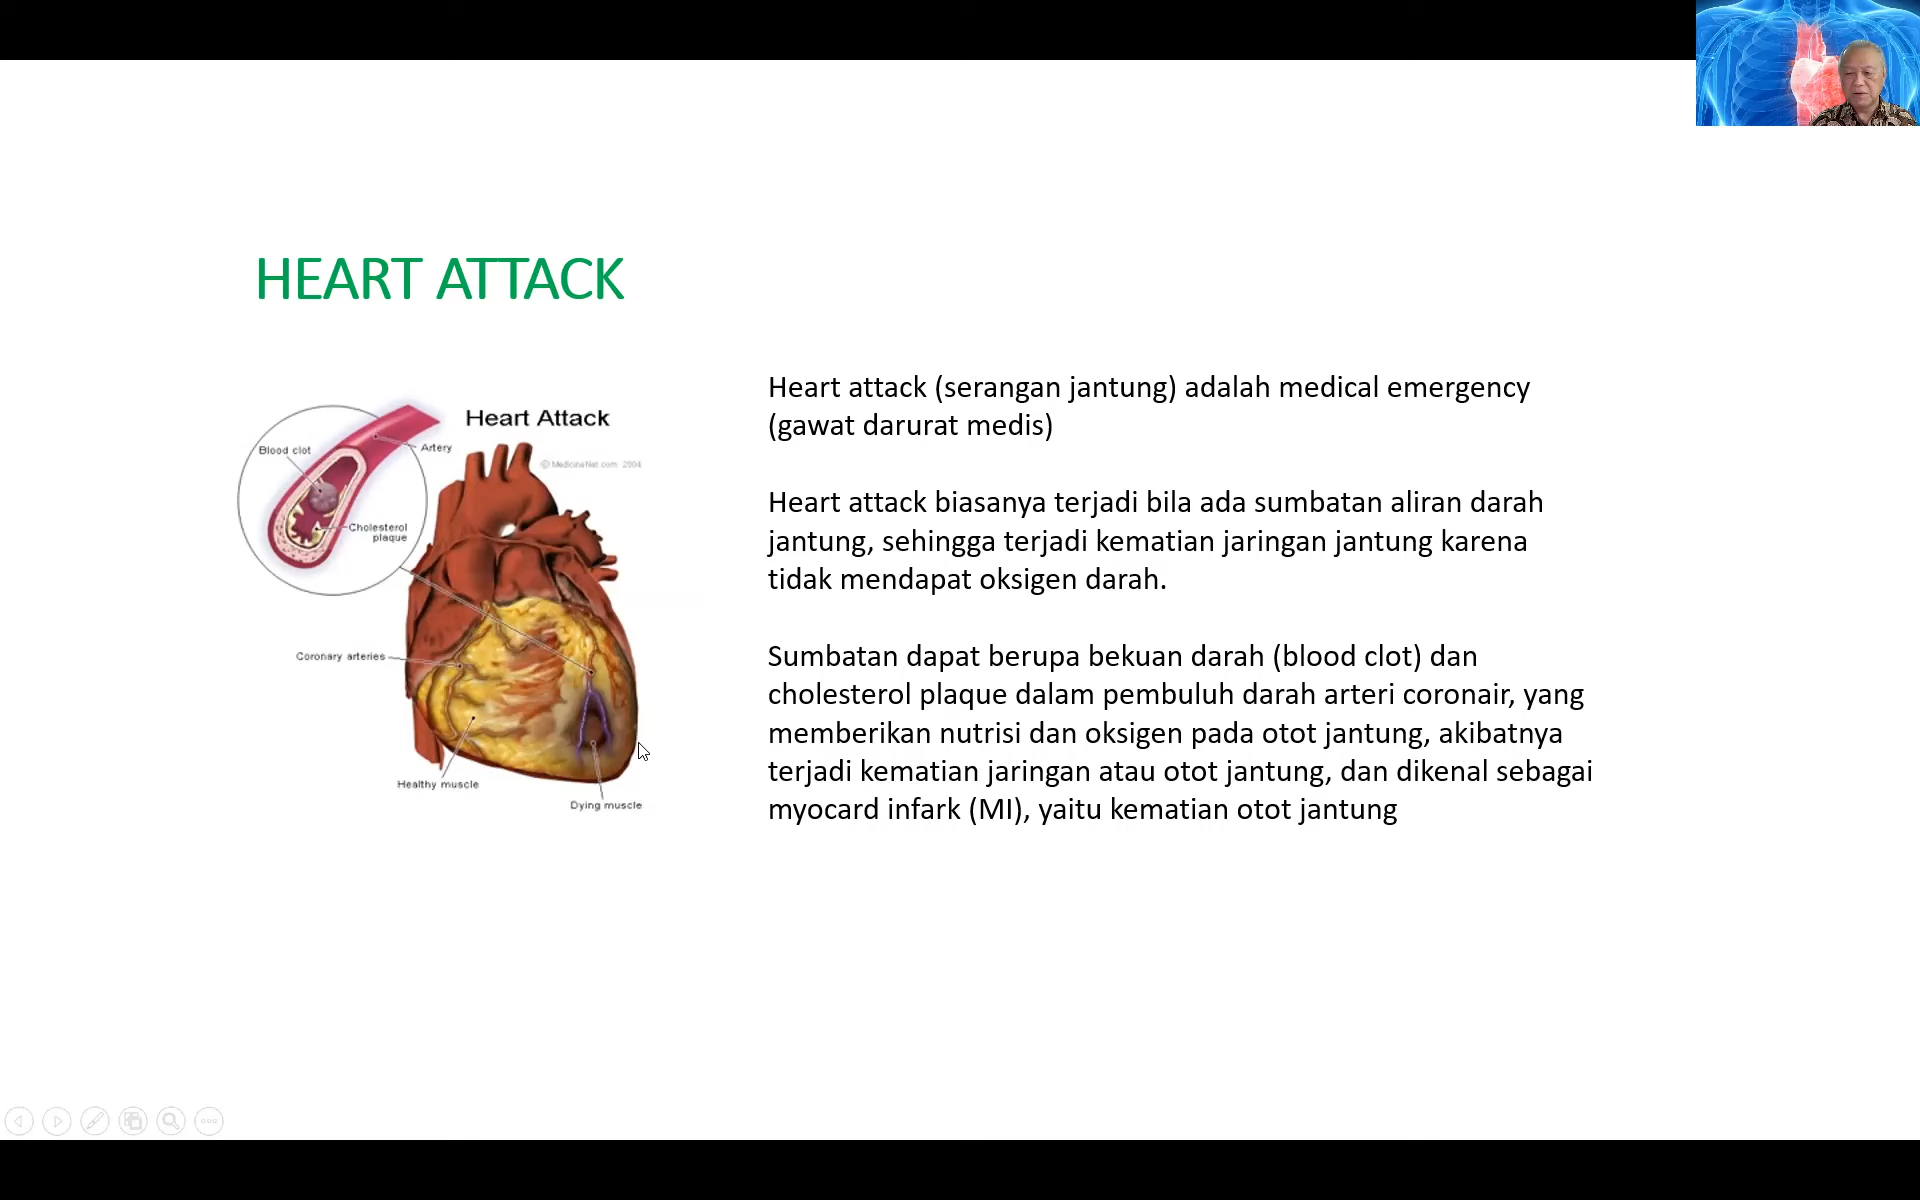 HEART ATTACK
Heart Attack
© MedicineNet.com 2004
Blood clot
Artery
Cholesterol
plaque
Coronary arteries
Healthy muscle
Dying muscle
Heart attack (serangan jantung) adalah medical emergency
(gawat darurat medis)
Heart attack biasanya terjadi bila ada sumbatan aliran darah
jantung, sehingga terjadi kematian jaringan jantung karena
tidak mendapat oksigen darah.
Sumbatan dapat berupa bekuan darah (blood clot) dan
cholesterol plaque dalam pembuluh darah arteri coronair, yang
memberikan nutrisi dan oksigen pada otot jantung, akibatnya
terjadi kematian jaringan atau otot jantung, dan dikenal sebagai
myocard infark (MI), yaitu kematian otot jantung